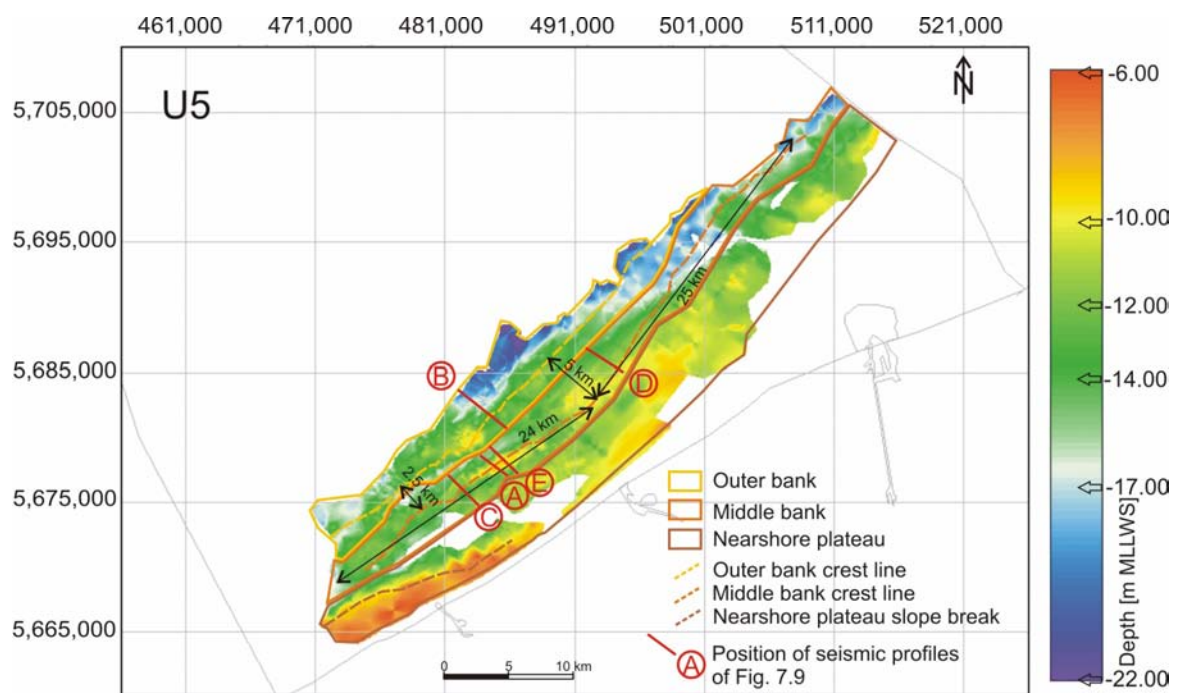 461,000 471,000 481,000 491,000 501,000 511,000 521,000
U5
N
5,705,000
5,695,000
5,685,000
5,675,000
5,665,000
-6.00
-10.00
-12.00
-14.00
-17.00
-22.00
Depth [m MLLWS]
25 km
5 km
24 km
2,5 km
B
D
E
A
C
Outer bank
Middle bank
Nearshore plateau
Outer bank crest line
Middle bank crest line
Nearshore plateau slope break
A Position of seismic profiles
of Fig. 7.9
0 5 10 km